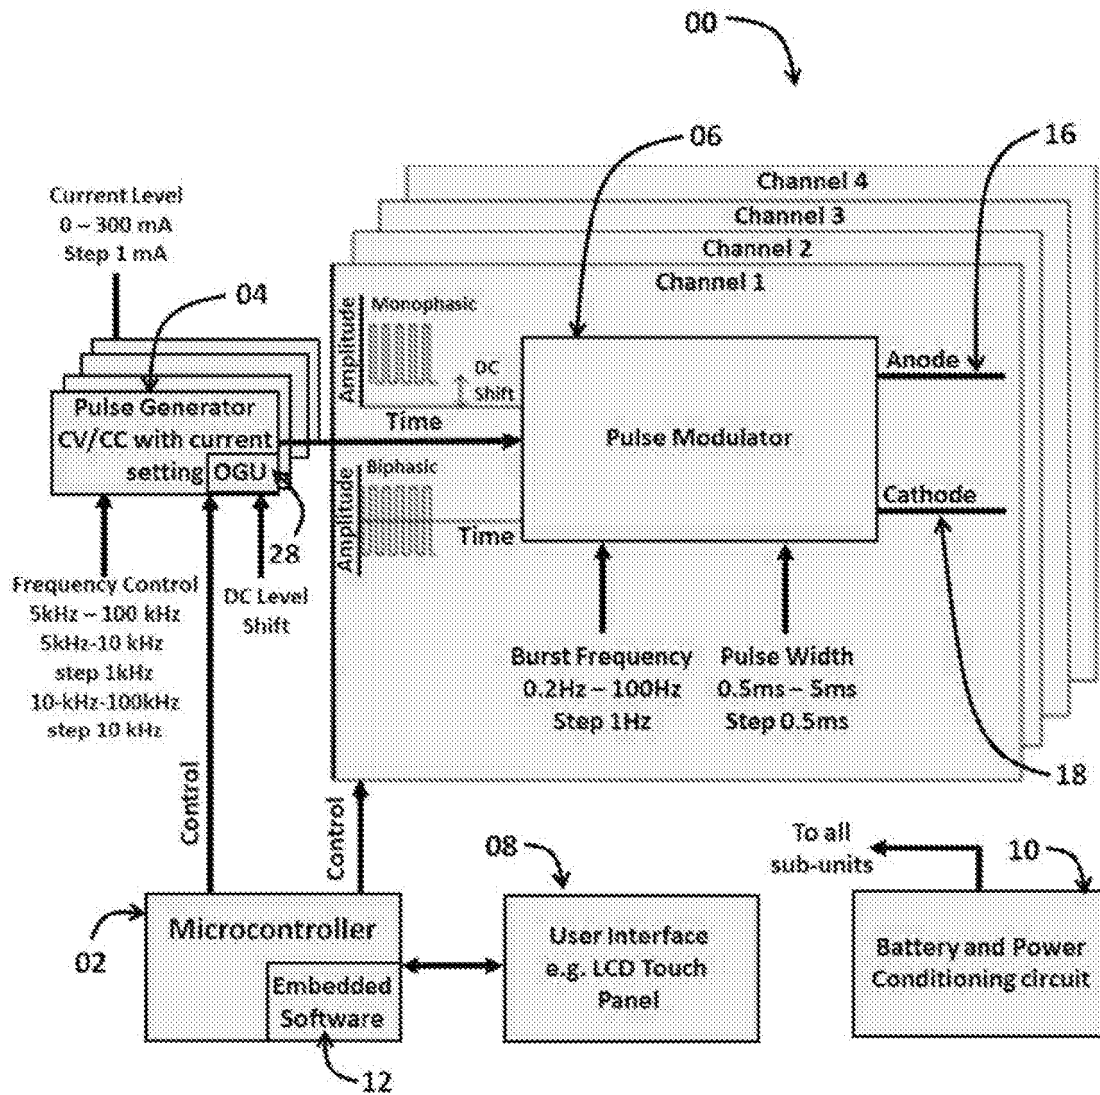 00
06
16
Channel 4
Channel 3
Channel 2
Channel 1
Current Level
0 – 300 mA
Step 1 mA
04
Amplitude
Monophasic
DC
Shift
Time
Anode
Pulse Generator
CV/CC with current
setting
OGU
Pulse Modulator
Amplitude
Biphasic
Time
Cathode
28
Frequency Control
5kHz – 100 kHz
5kHz-10 kHz
step 1kHz
10-kHz-100kHz
step 10 kHz
DC Level
Shift
Burst Frequency
0.2Hz – 100Hz
Step 1Hz
Pulse Width
0.5ms – 5ms
Step 0.5ms
18
Control
Control
08
To all
sub-units
10
02
Microcontroller
Embedded
Software
12
User Interface
e.g. LCD Touch
Panel
Battery and Power
Conditioning circuit